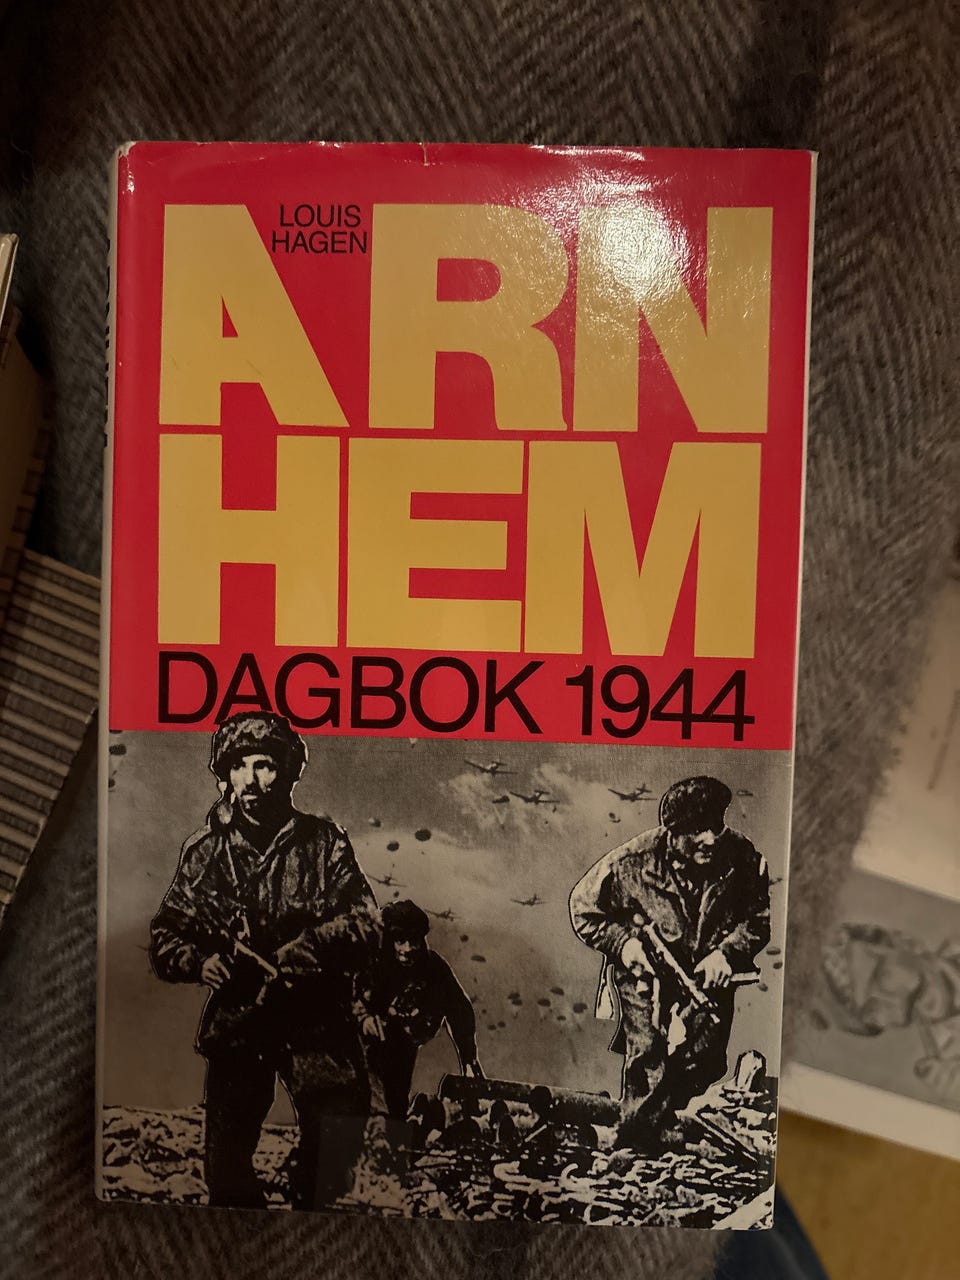 LOUIS
HAGEN
ARN
HEM
DAGBOK 1944